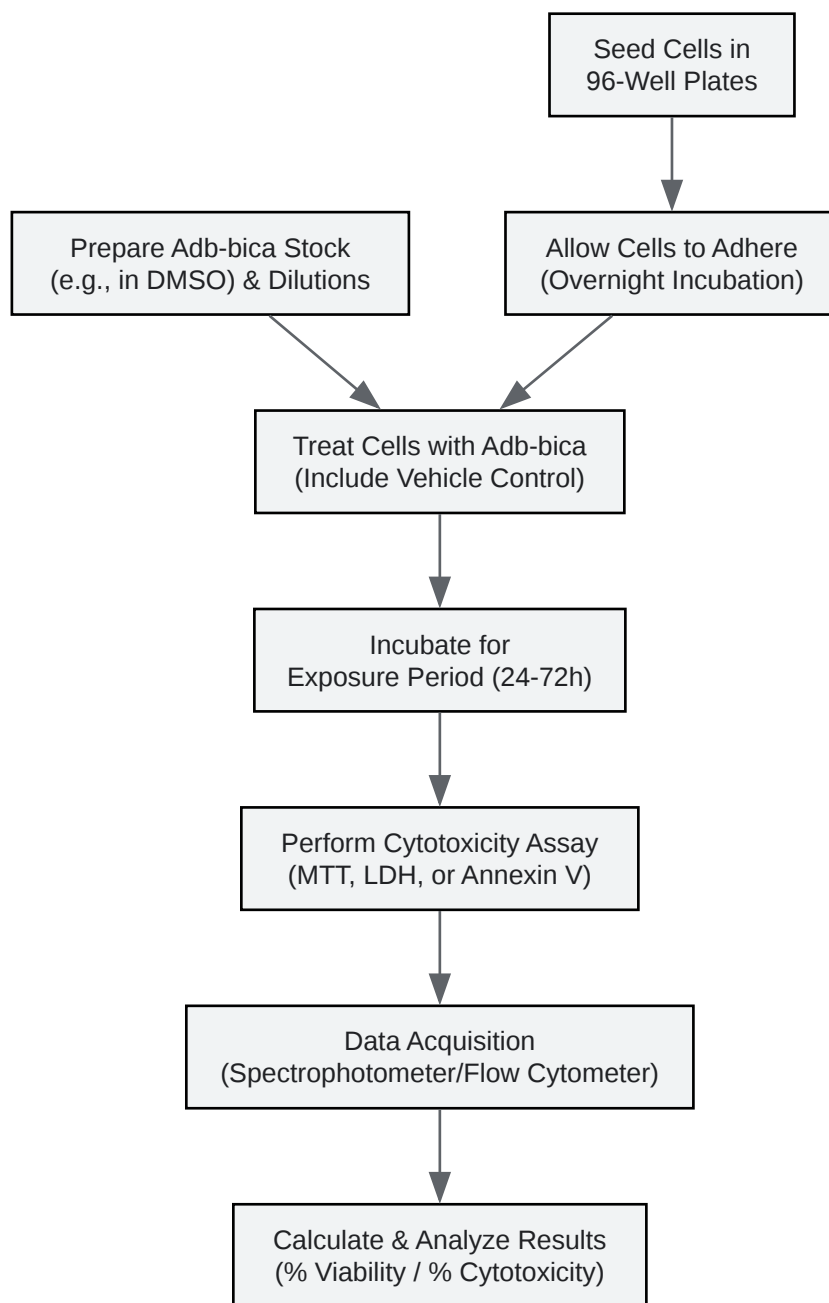 Seed Cells in
96-Well Plates
Prepare Adb-bica Stock
(e.g., in DMSO) & Dilutions
Allow Cells to Adhere
(Overnight Incubation)
Treat Cells with Adb-bica
(Include Vehicle Control)
Incubate for
Exposure Period (24-72h)
Perform Cytotoxicity Assay
(MTT, LDH, or Annexin V)
Data Acquisition
(Spectrophotometer/Flow Cytometer)
Calculate & Analyze Results
(% Viability / % Cytotoxicity)